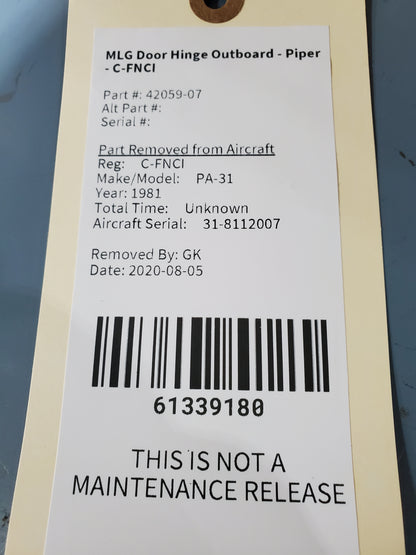 MLG Door Hinge Outboard - Piper
- C-FNCI
Part #: 42059-07
Alt Part #:
Serial #:
Part Removed from Aircraft
Reg: C-FNCI
Make/Model: PA-31
Year: 1981
Total Time: Unknown
Aircraft Serial: 31-8112007
Removed By: GK
Date: 2020-08-05
61339180
THIS IS NOT A
MAINTENANCE RELEASE